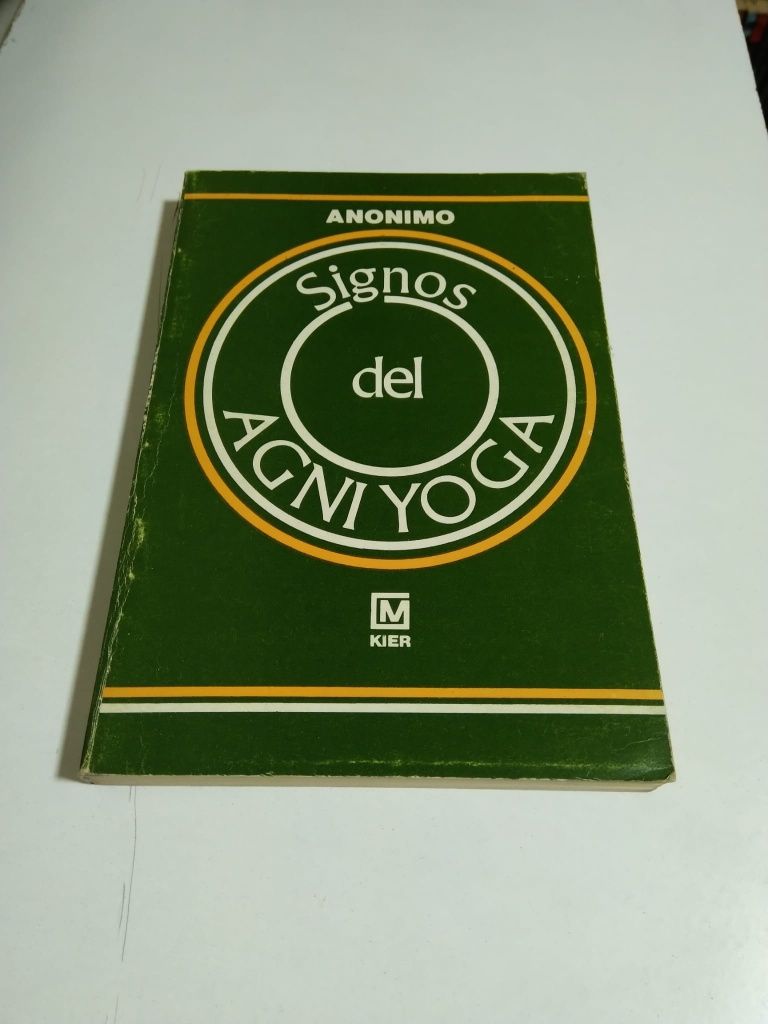 ANONIMO
Signos
del
AGNI YOGA
M
KIER